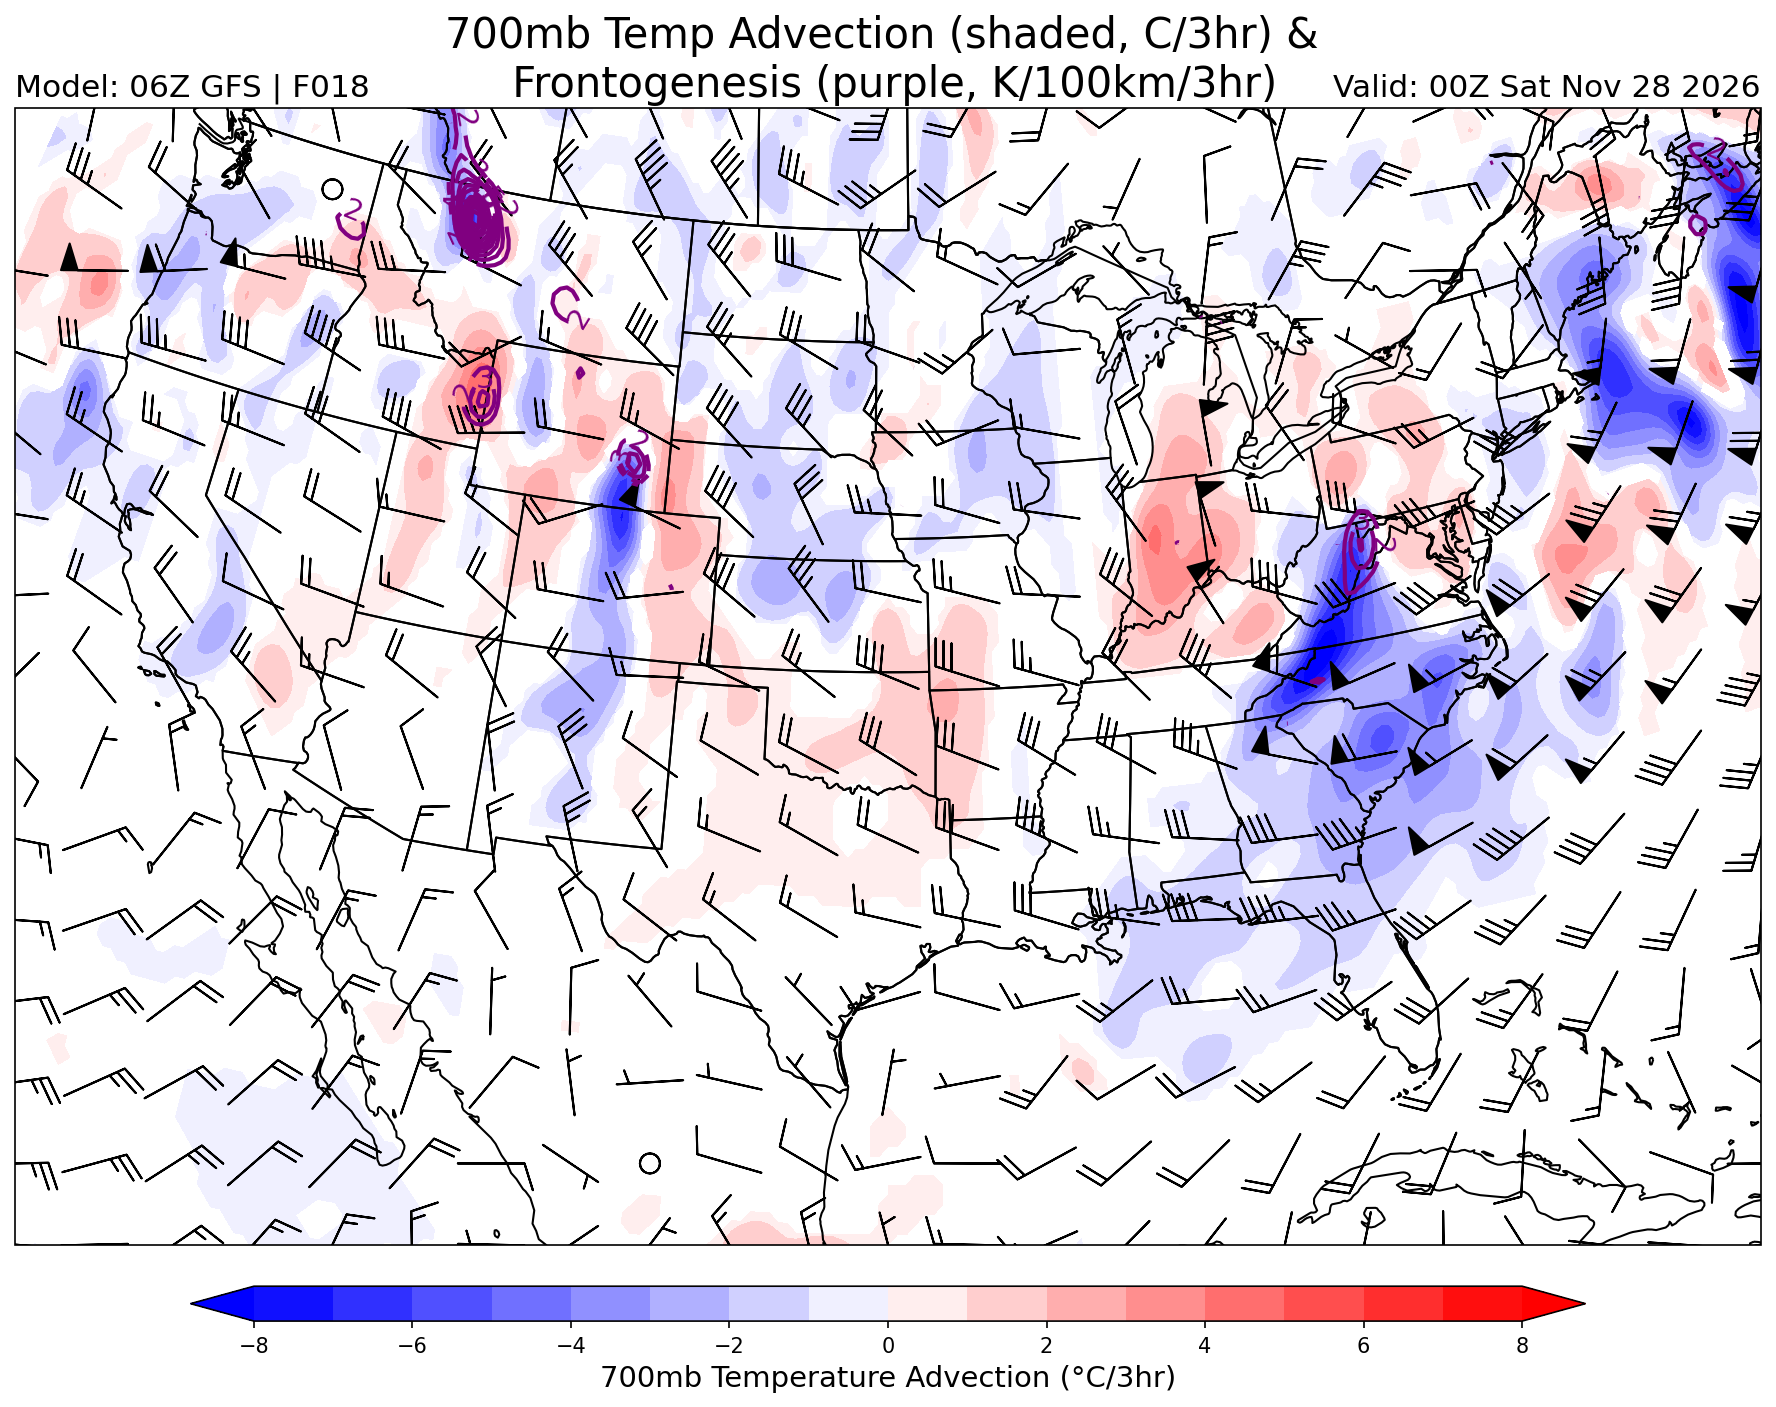 700mb Temp Advection (shaded, C/3hr) &
Frontogenesis (purple, K/100km/3hr)
Model: 06Z GFS | F018
Valid: 00Z Sat Nov 28 2026
−8 −6 −4 −2 0 2 4 6 8
700mb Temperature Advection (°C/3hr)